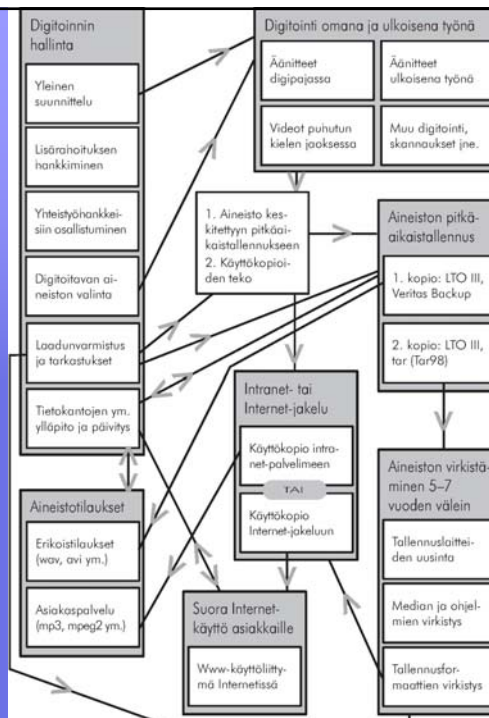 Digitoinnin
hallinta
Yleinen
suunnittelu
Lisärahoituksen
hankkiminen
Yhteistyöhankkei-
siin osallistuminen
Digitoitavan ai-
neiston valinta
Laadunvarmistus
ja tarkastukset
Tietokantojen ym.
ylläpito ja päivitys
Digitointi omana ja ulkoisena työnä
Äänitteet
digipajassa
Äänitteet
ulkoisena työnä
Videot puhutun
kielen jaoksessa
Muu digitointi,
skannaukset jne.
1. Aineisto kes-
kitettyyn pitkäai-
kaistallennukseen
2. Käyttökopioi-
den teko
Aineiston pitkä-
aikaistallennus
1. kopio: LTO III,
Veritas Backup
2. kopio: LTO III,
tar (Tar98)
Intranet- tai
Internet-jakelu
Käyttökopio intra-
net-palvelimeen
TAI
Käyttökopio
Internet-jakeluun
Aineistotilaukset
Erikoistilaukset
(wav, avi ym.)
Asiakaspalvelu
(mp3, mpeg2 ym.)
Suora Internet-
käyttö asiakkaille
Www-käyttöliitty-
mä Internetissä
Aineiston virkistä-
minen 5–7
vuoden välein
Tallennuslaittei-
den uusinta
Median ja ohjel-
mien virkistys
Tallennusfor-
maattien virkistys